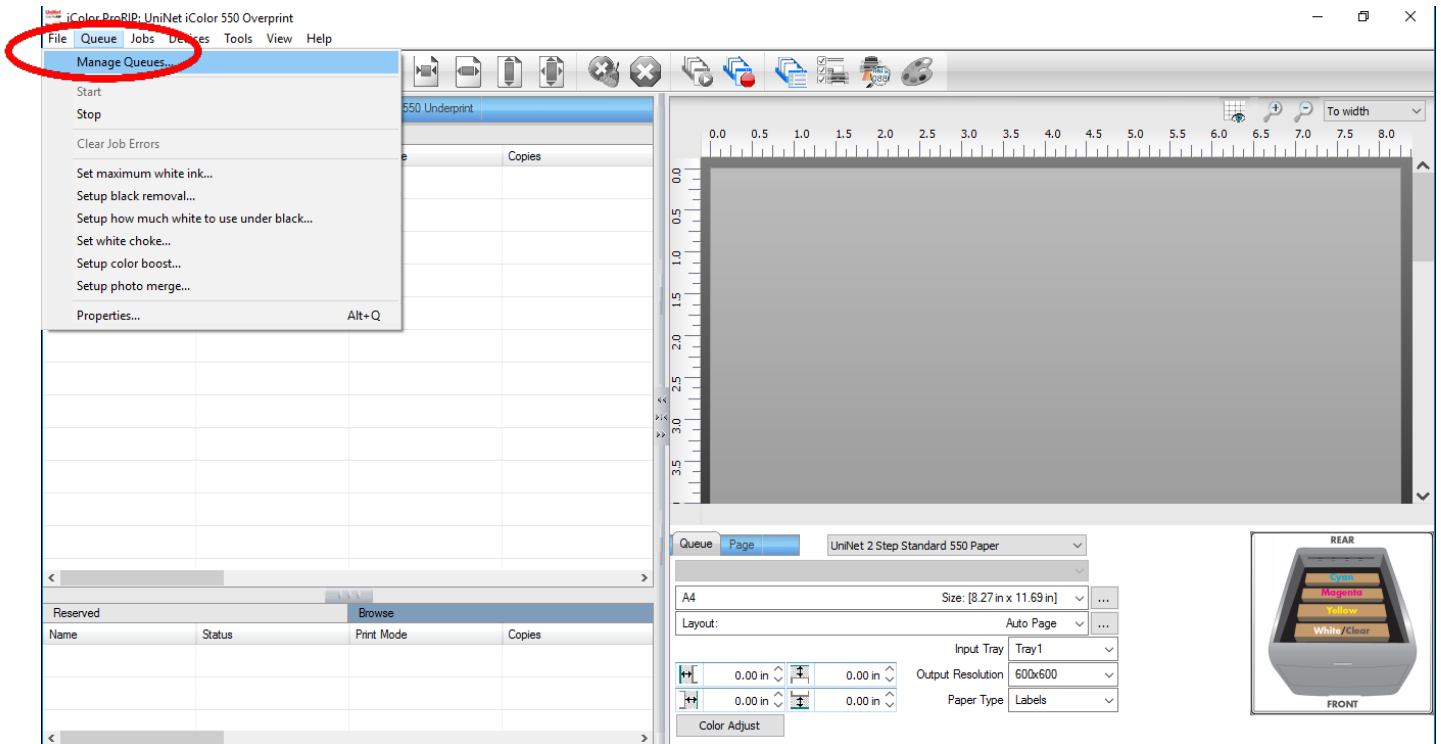 iColor ProRIP: UniNet iColor 550 Overprint
File Queue Jobs Devices Tools View Help
Manage Queues...
Start
Stop
Clear Job Errors
Set maximum white ink...
Setup black removal...
Setup how much white to use under black...
Set white choke...
Setup color boost...
Setup photo merge...
Properties... Alt+Q
550 Underprint
Copies
To width
0.0 0.5 1.0 1.5 2.0 2.5 3.0 3.5 4.0 4.5 5.0 5.5 6.0 6.5 7.0 7.5 8.0
0.0
0.5
1.0
1.5
2.0
2.5
3.0
3.5
Reserved Browse
Name Status Print Mode Copies
Queue Page UniNet 2 Step Standard 550 Paper
A4 Size: [8.27 in x 11.69 in] ...
Layout: Auto Page ...
Input Tray Tray1
0.00 in 0.00 in Output Resolution 600x600
0.00 in 0.00 in Paper Type Labels
Color Adjust
REAR
Cyan
Magenta
Yellow
White/Clear
FRONT